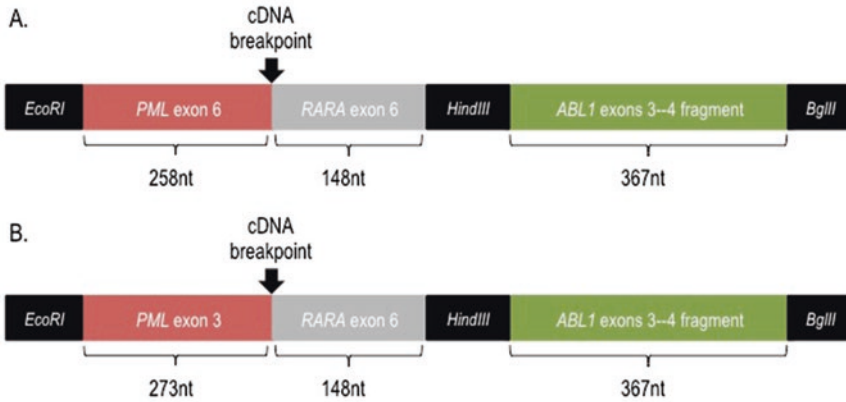 A.
cDNA
breakpoint
EcoRI PML exon 6 RARA exon 6 HindIII ABL1 exons 3--4 fragment BglII
258nt 148nt 367nt
B.
cDNA
breakpoint
EcoRI PML exon 3 RARA exon 6 HindIII ABL1 exons 3--4 fragment BglII
273nt 148nt 367nt